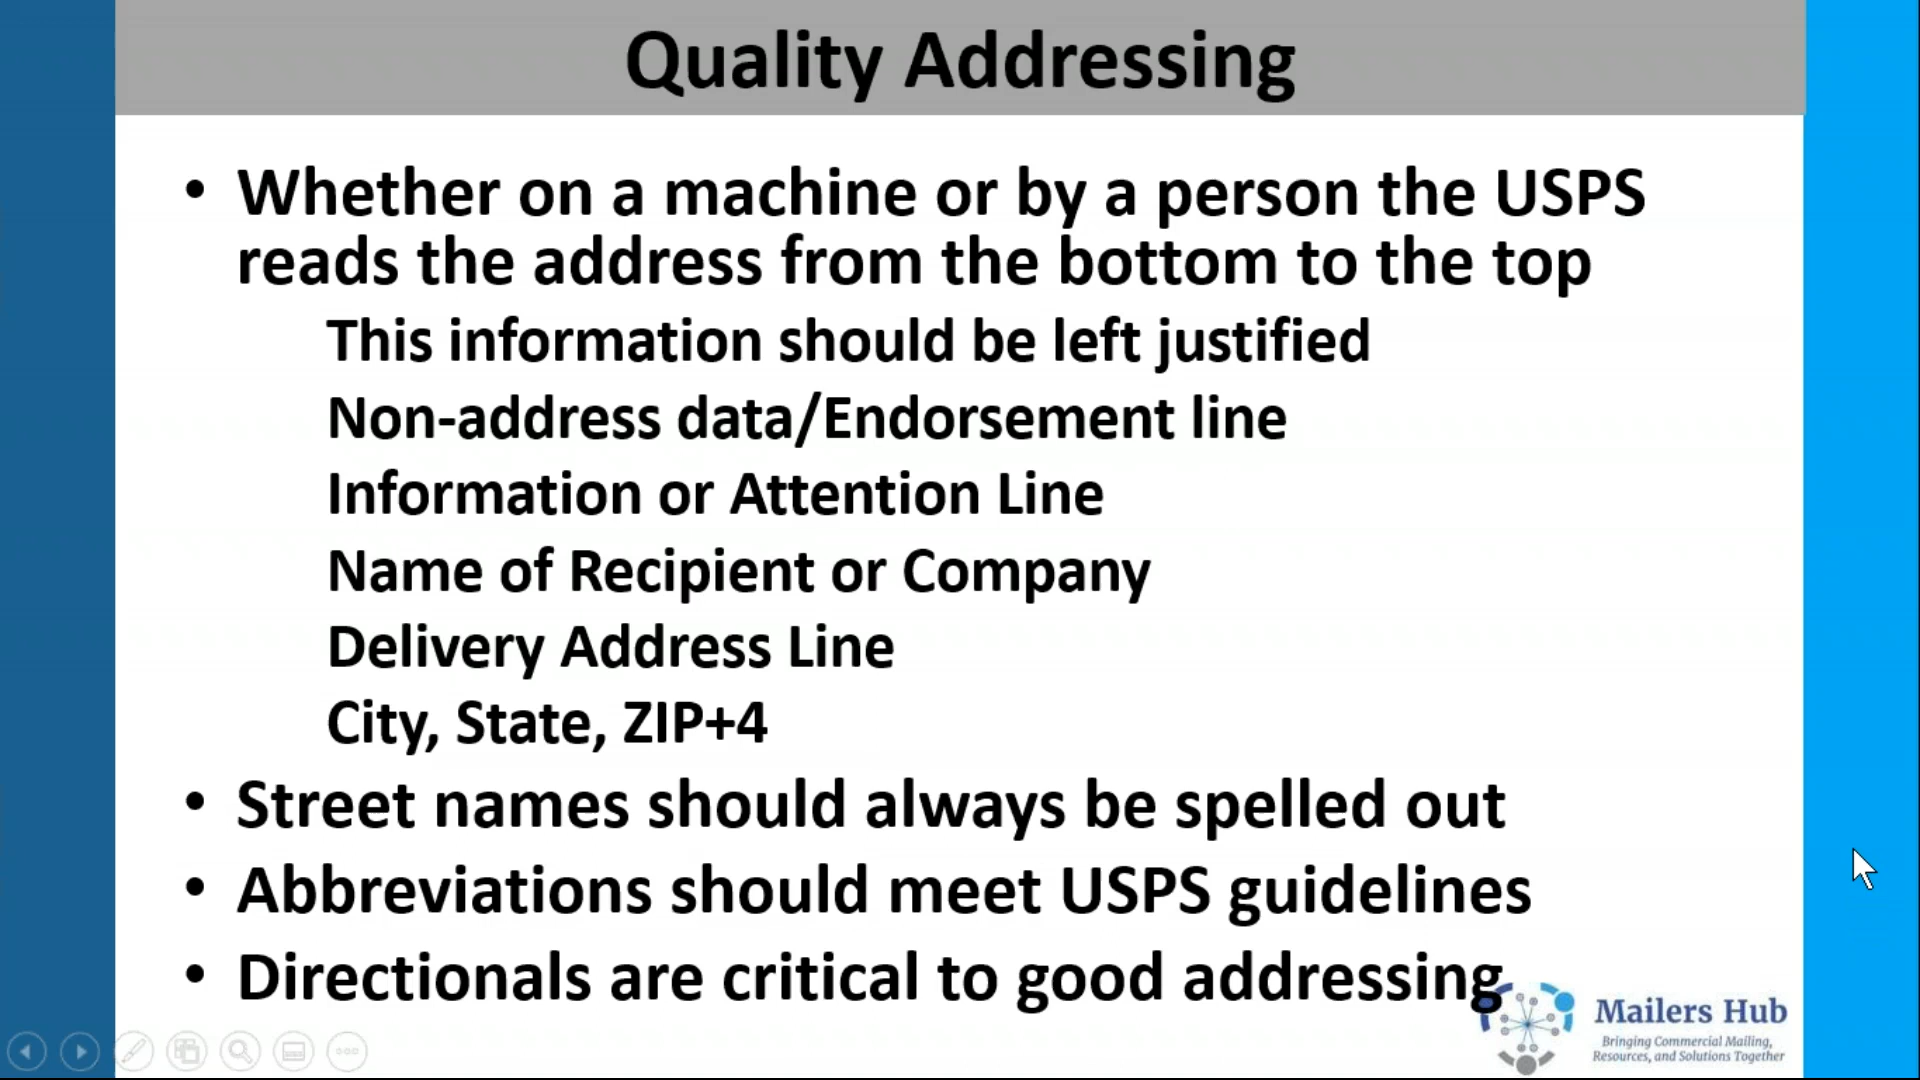 Quality Addressing
• Whether on a machine or by a person the USPS
reads the address from the bottom to the top
This information should be left justified
Non-address data/Endorsement line
Information or Attention Line
Name of Recipient or Company
Delivery Address Line
City, State, ZIP+4
• Street names should always be spelled out
• Abbreviations should meet USPS guidelines
• Directionals are critical to good addressing
Mailers Hub
Bringing Commercial Mailing,
Resources, and Solutions Together